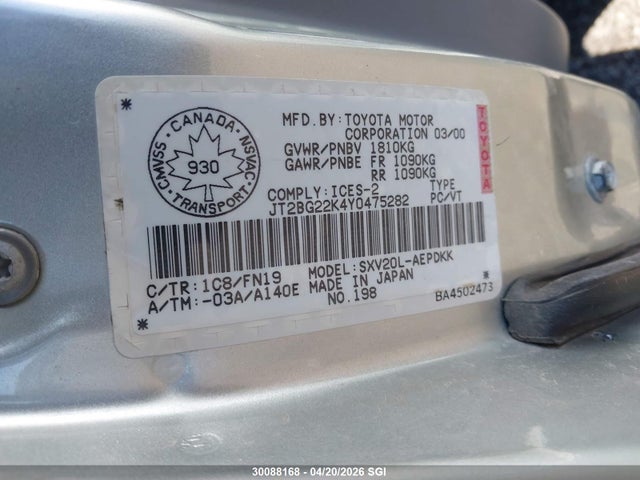 * *
CANADA
CMVSS NSVAC
930
TRANSPORT
MFD.BY:TOYOTA MOTOR
CORPORATION 03/00
GVWR/PNBV 1810KG
GAWR/PNBE FR 1090KG
RR 1090KG
COMPLY:ICES-2 TYPE
JT2BG22K4Y0475282 PC/VT
TOYOTA
C/TR:1C8/FN19 MODEL:SXV20L-AEPDKK
A/TM:-03A/A140E MADE IN JAPAN
NO.198 BA4502473
30088168 - 04/20/2026 SGI